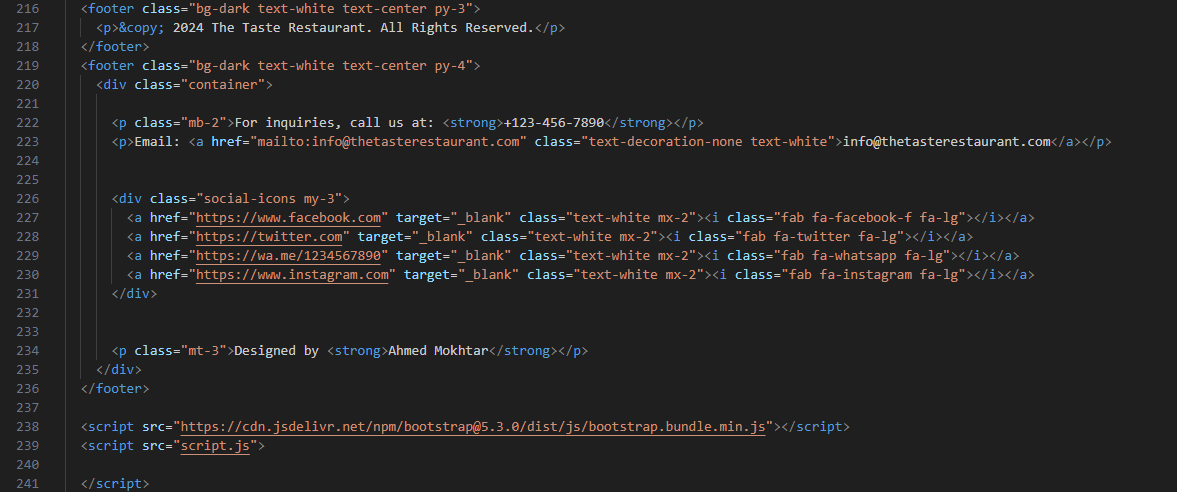 216 <footer class="bg-dark text-white text-center py-3">
217 <p>&copy; 2024 The Taste Restaurant. All Rights Reserved.</p>
218 </footer>
219 <footer class="bg-dark text-white text-center py-4">
220 <div class="container">
221
222 <p class="mb-2">For inquiries, call us at: <strong>+123-456-7890</strong></p>
223 <p>Email: <a href="mailto:info@thetasterestaurant.com" class="text-decoration-none text-white">info@thetasterestaurant.com</a></p>
224
225
226 <div class="social-icons my-3">
227 <a href="https://www.facebook.com" target="_blank" class="text-white mx-2"><i class="fab fa-facebook-f fa-lg"></i></a>
228 <a href="https://twitter.com" target="_blank" class="text-white mx-2"><i class="fab fa-twitter fa-lg"></i></a>
229 <a href="https://wa.me/1234567890" target="_blank" class="text-white mx-2"><i class="fab fa-whatsapp fa-lg"></i></a>
230 <a href="https://www.instagram.com" target="_blank" class="text-white mx-2"><i class="fab fa-instagram fa-lg"></i></a>
231 </div>
232
233
234 <p class="mt-3">Designed by <strong>Ahmed Mokhtar</strong></p>
235 </div>
236 </footer>
237
238 <script src="https://cdn.jsdelivr.net/npm/bootstrap@5.3.0/dist/js/bootstrap.bundle.min.js"></script>
239 <script src="script.js">
240
241 </script>